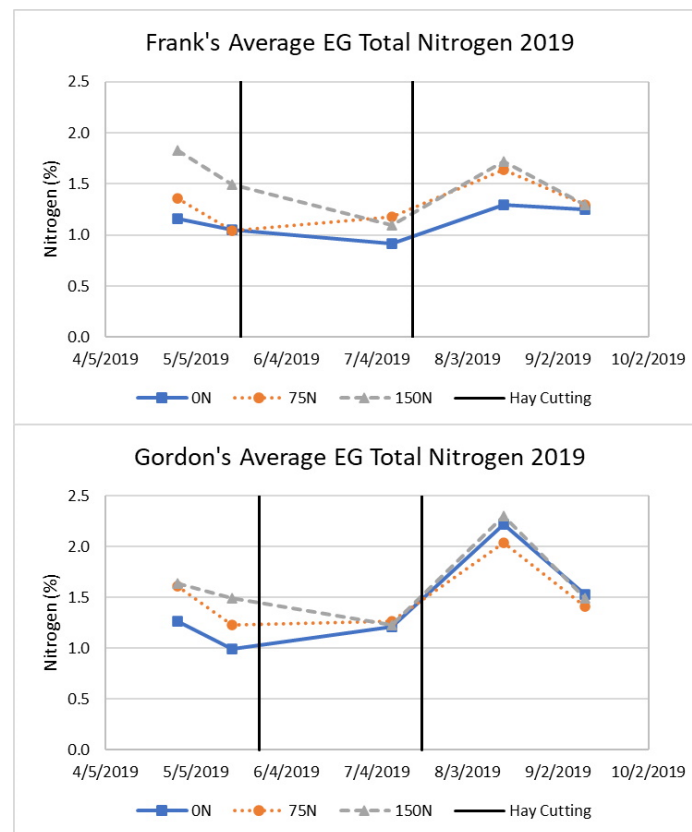 Frank's Average EG Total Nitrogen 2019
2.5
2.0
1.5
1.0
0.5
0.0
Nitrogen (%)
4/5/2019 5/5/2019 6/4/2019 7/4/2019 8/3/2019 9/2/2019 10/2/2019
0N 75N 150N Hay Cutting
Gordon's Average EG Total Nitrogen 2019
2.5
2.0
1.5
1.0
0.5
0.0
Nitrogen (%)
4/5/2019 5/5/2019 6/4/2019 7/4/2019 8/3/2019 9/2/2019 10/2/2019
0N 75N 150N Hay Cutting